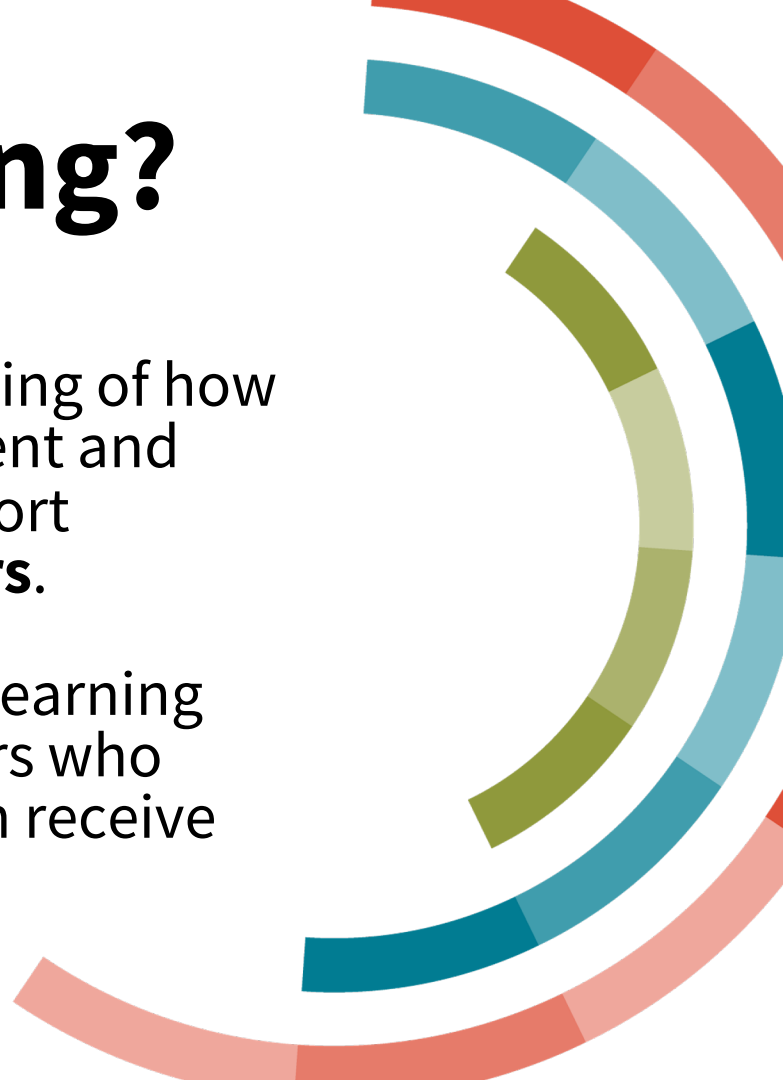 ng?
ing of how
ent and
ort
rs.
earning
rs who
receive